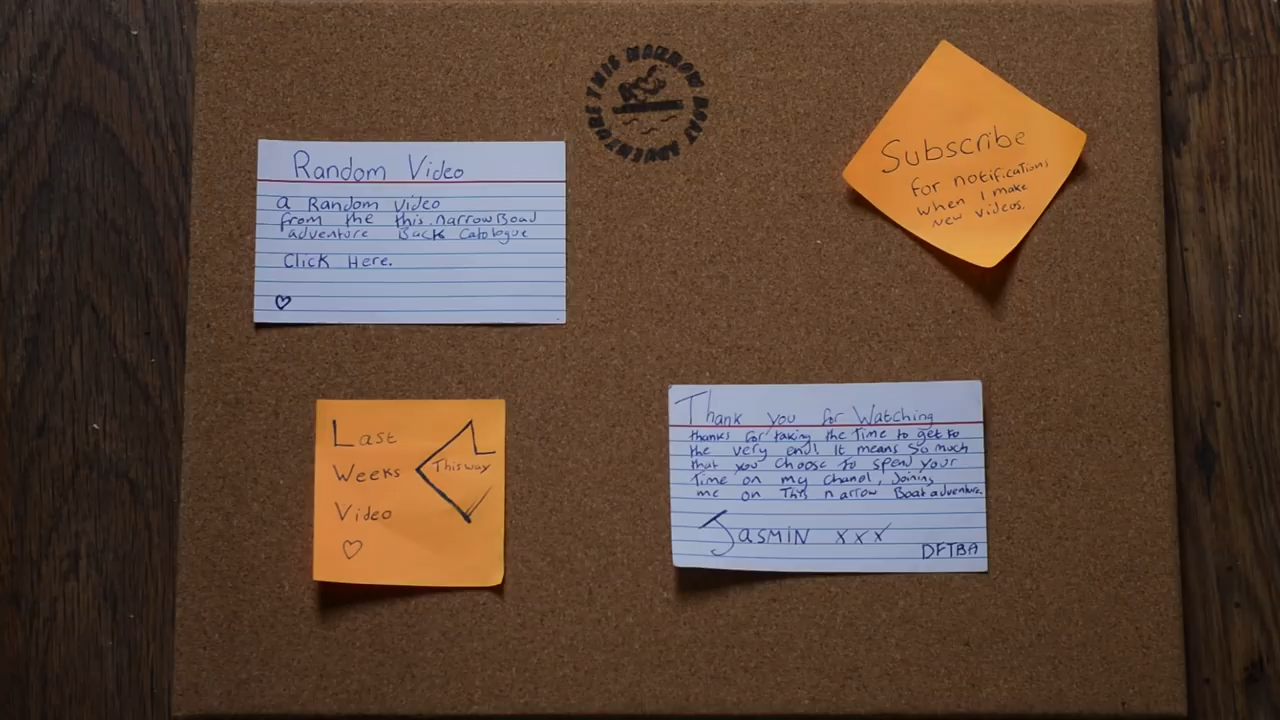 THIS NARROW BOAT ADVENTURE
Random Video
a Random Video
from the this narrowBoad
adventure Back Catologue
Click Here.
Subscribe
for notifications
when I make
new videos.
Last
Weeks
Video
This way
Thank you for Watching
thanks for taking the time to get to
the very end! It means so much
that you choose to spend your
Time on my chanel, Joining
me on This narrow Boat adventure.
Jasmin xxx
DFTBA